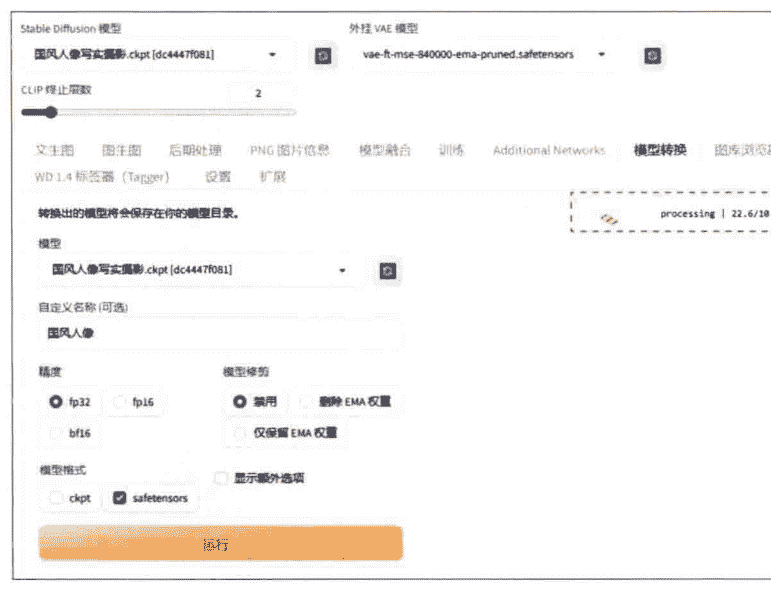 Stable Diffusion 模型 外挂 VAE 模型
国风人像写实摄影.ckpt [dc4447f081] vae-ft-mse-840000-ema-pruned.safetensors
CLIP 终止层数 2
文生图 图生图 后期处理 PNG 图片信息 模型融合 训练 Additional Networks 模型转换 图库浏览
WD 1.4 标签器 (Tagger) 设置 扩展
转换出的模型将会保存在你的模型目录。
processing | 22.6/10
模型
国风人像写实摄影.ckpt [dc4447f081]
自定义名称 (可选)
国风人像
精度 模型修剪
fp32 fp16 禁用 删除 EMA 权重
bf16 仅保留 EMA 权重
模型格式 显示额外选项
ckpt safetensors
运行